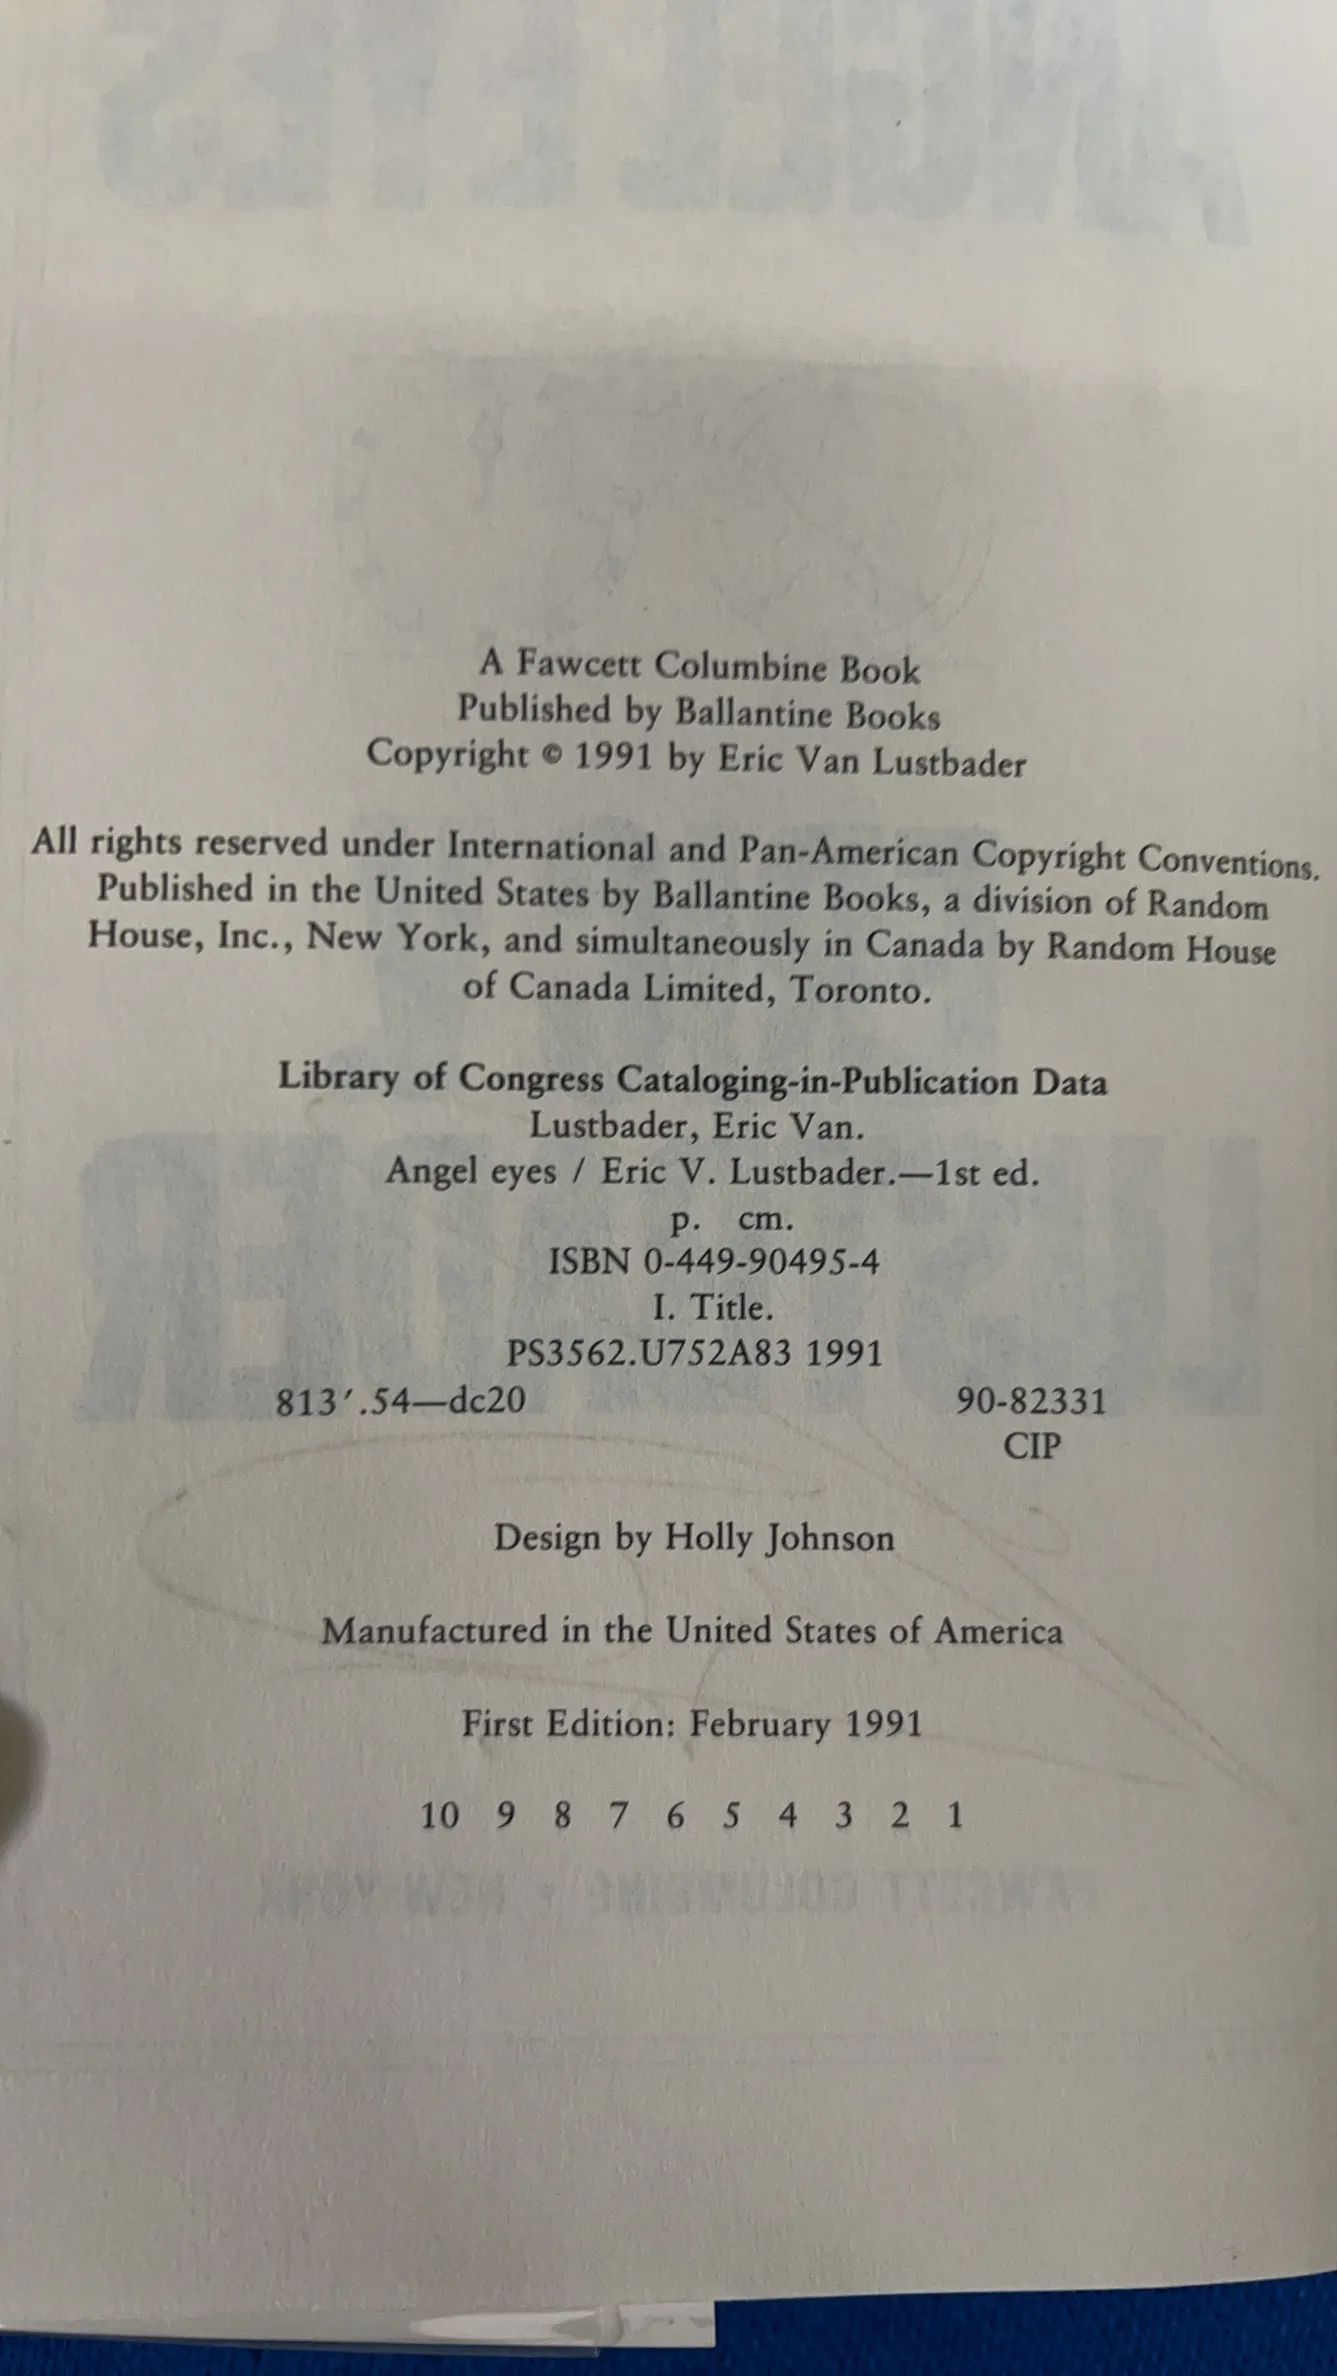 A Fawcett Columbine Book
Published by Ballantine Books
Copyright © 1991 by Eric Van Lustbader
All rights reserved under International and Pan-American Copyright Conventions.
Published in the United States by Ballantine Books, a division of Random
House, Inc., New York, and simultaneously in Canada by Random House
of Canada Limited, Toronto.
Library of Congress Cataloging-in-Publication Data
Lustbader, Eric Van.
Angel eyes / Eric V. Lustbader.—1st ed.
p. cm.
ISBN 0-449-90495-4
I. Title.
PS3562.U752A83 1991
813′.54—dc20 90-82331
CIP
Design by Holly Johnson
Manufactured in the United States of America
First Edition: February 1991
10 9 8 7 6 5 4 3 2 1